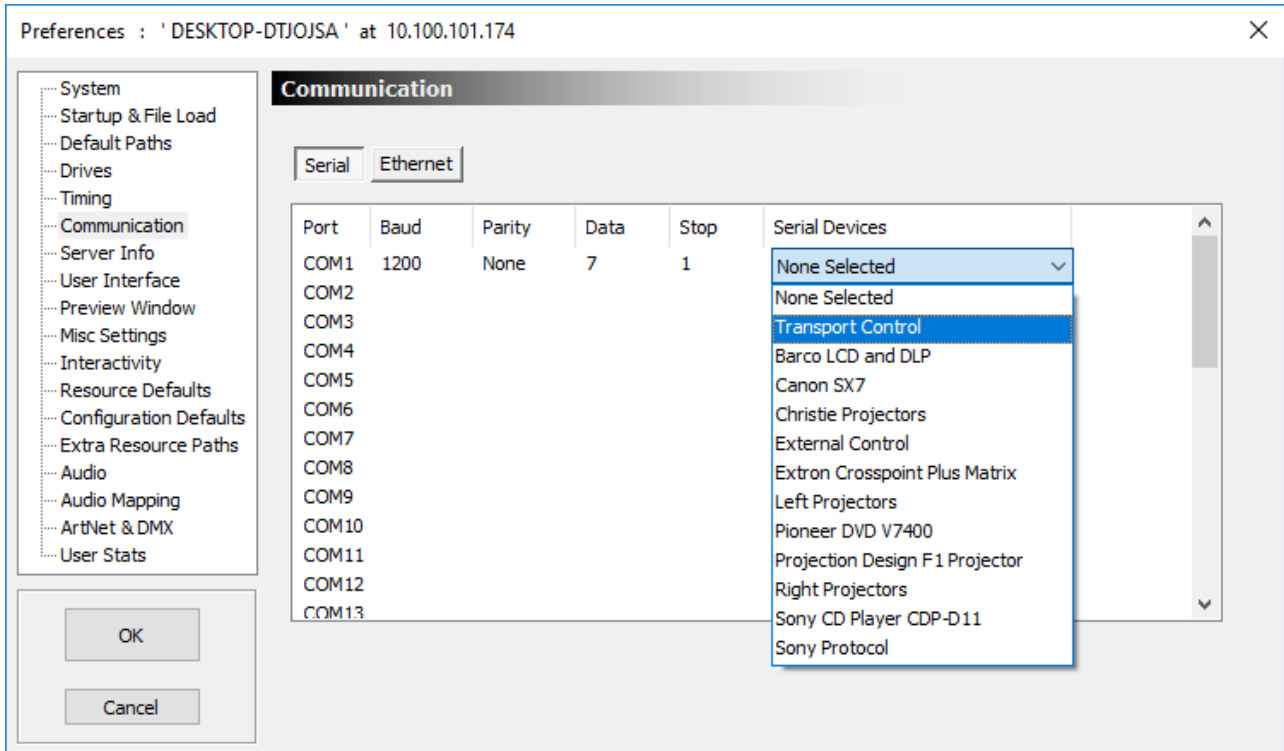 Preferences : ' DESKTOP-DTJOJSA ' at 10.100.101.174
System
Startup & File Load
Default Paths
Drives
Timing
Communication
Server Info
User Interface
Preview Window
Misc Settings
Interactivity
Resource Defaults
Configuration Defaults
Extra Resource Paths
Audio
Audio Mapping
ArtNet & DMX
User Stats
OK
Cancel
Communication
Serial Ethernet
Port Baud Parity Data Stop Serial Devices
COM1 1200 None 7 1 None Selected
COM2
COM3
COM4
COM5
COM6
COM7
COM8
COM9
COM10
COM11
COM12
COM13
None Selected
Transport Control
Barco LCD and DLP
Canon SX7
Christie Projectors
External Control
Extron Crosspoint Plus Matrix
Left Projectors
Pioneer DVD V7400
Projection Design F1 Projector
Right Projectors
Sony CD Player CDP-D11
Sony Protocol